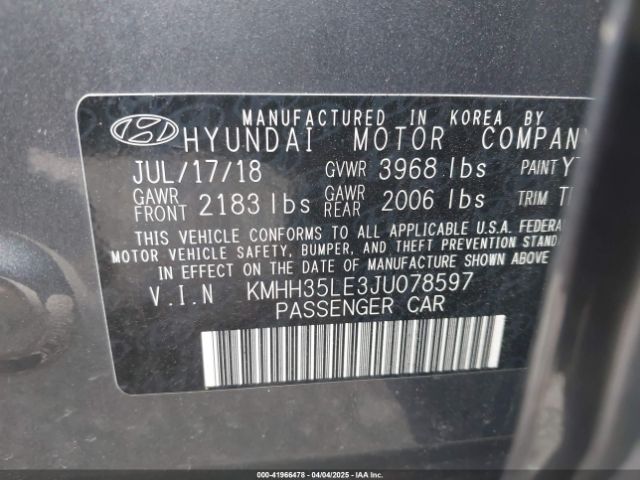 MANUFACTURED IN KOREA BY
HYUNDAI MOTOR COMPANY
JUL/17/18 GVWR 3968 lbs PAINT
GAWR FRONT 2183 lbs GAWR REAR 2006 lbs TRIM
THIS VEHICLE CONFORMS TO ALL APPLICABLE U.S.A. FEDERA
MOTOR VEHICLE SAFETY, BUMPER, AND THEFT PREVENTION STAND
IN EFFECT ON THE DATE OF MANUFACTURE SHOWN ABOVE.
V.I.N KMHH35LE3JU078597
PASSENGER CAR
000-41966478 - 04/04/2025 - IAA Inc.